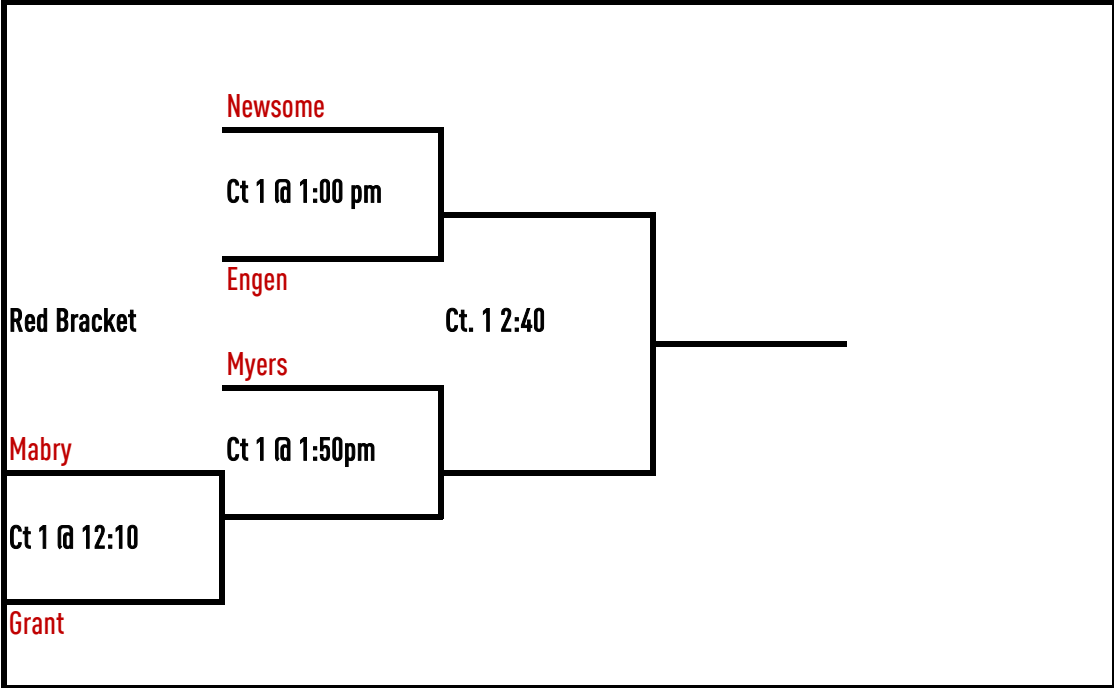 Newsome
Ct 1 @ 1:00 pm
Engen
Red Bracket
Ct. 1 2:40
Myers
Mabry
Ct 1 @ 1:50pm
Ct 1 @ 12:10
Grant